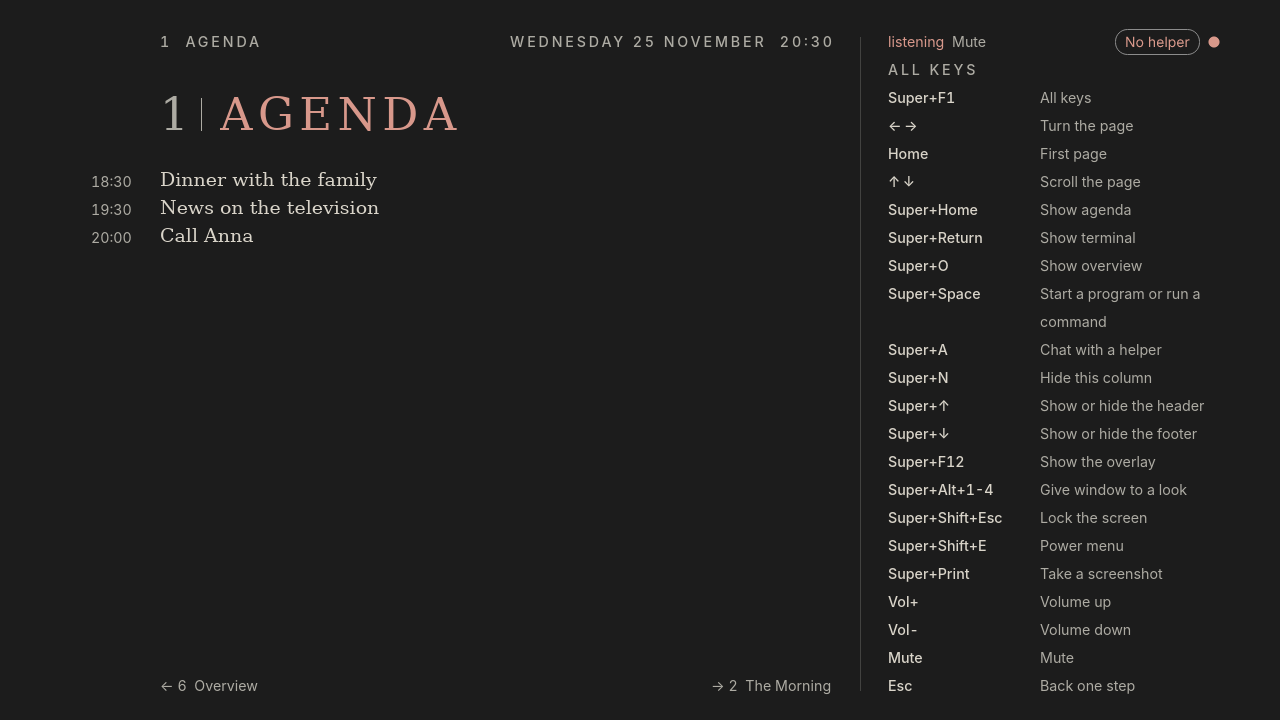 1 AGENDA
WEDNESDAY 25 NOVEMBER 20:30
1 AGENDA
18:30 Dinner with the family
19:30 News on the television
20:00 Call Anna
← 6 Overview
→ 2 The Morning
listening Mute
No helper
ALL KEYS
Super+F1 All keys
← → Turn the page
Home First page
↑ ↓ Scroll the page
Super+Home Show agenda
Super+Return Show terminal
Super+O Show overview
Super+Space Start a program or run a
command
Super+A Chat with a helper
Super+N Hide this column
Super+↑ Show or hide the header
Super+↓ Show or hide the footer
Super+F12 Show the overlay
Super+Alt+1-4 Give window to a look
Super+Shift+Esc Lock the screen
Super+Shift+E Power menu
Super+Print Take a screenshot
Vol+ Volume up
Vol- Volume down
Mute Mute
Esc Back one step